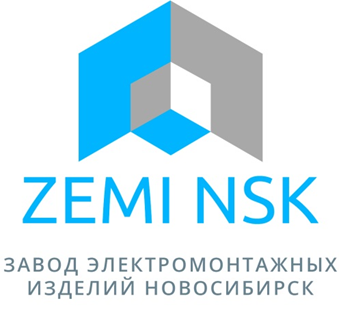 ZEMI NSK
ЗАВОД ЭЛЕКТРОМОНТАЖНЫХ
ИЗДЕЛИЙ НОВОСИБИРСК